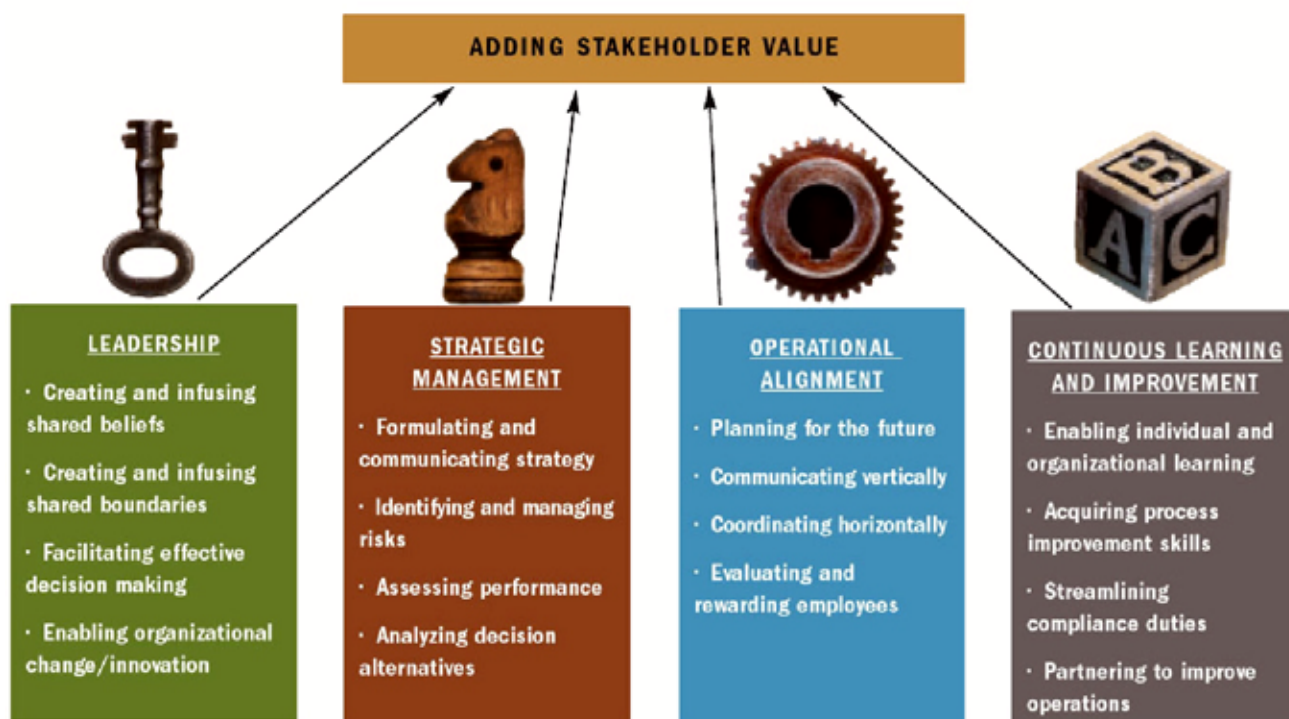 ADDING STAKEHOLDER VALUE
LEADERSHIP
· Creating and infusing
shared beliefs
· Creating and infusing
shared boundaries
· Facilitating effective
decision making
· Enabling organizational
change/innovation
STRATEGIC
MANAGEMENT
· Formulating and
communicating strategy
· Identifying and managing
risks
· Assessing performance
· Analyzing decision
alternatives
OPERATIONAL
ALIGNMENT
· Planning for the future
· Communicating vertically
· Coordinating horizontally
· Evaluating and
rewarding employees
B
A C
CONTINUOUS LEARNING
AND IMPROVEMENT
· Enabling individual and
organizational learning
· Acquiring process
improvement skills
· Streamlining
compliance duties
· Partnering to improve
operations